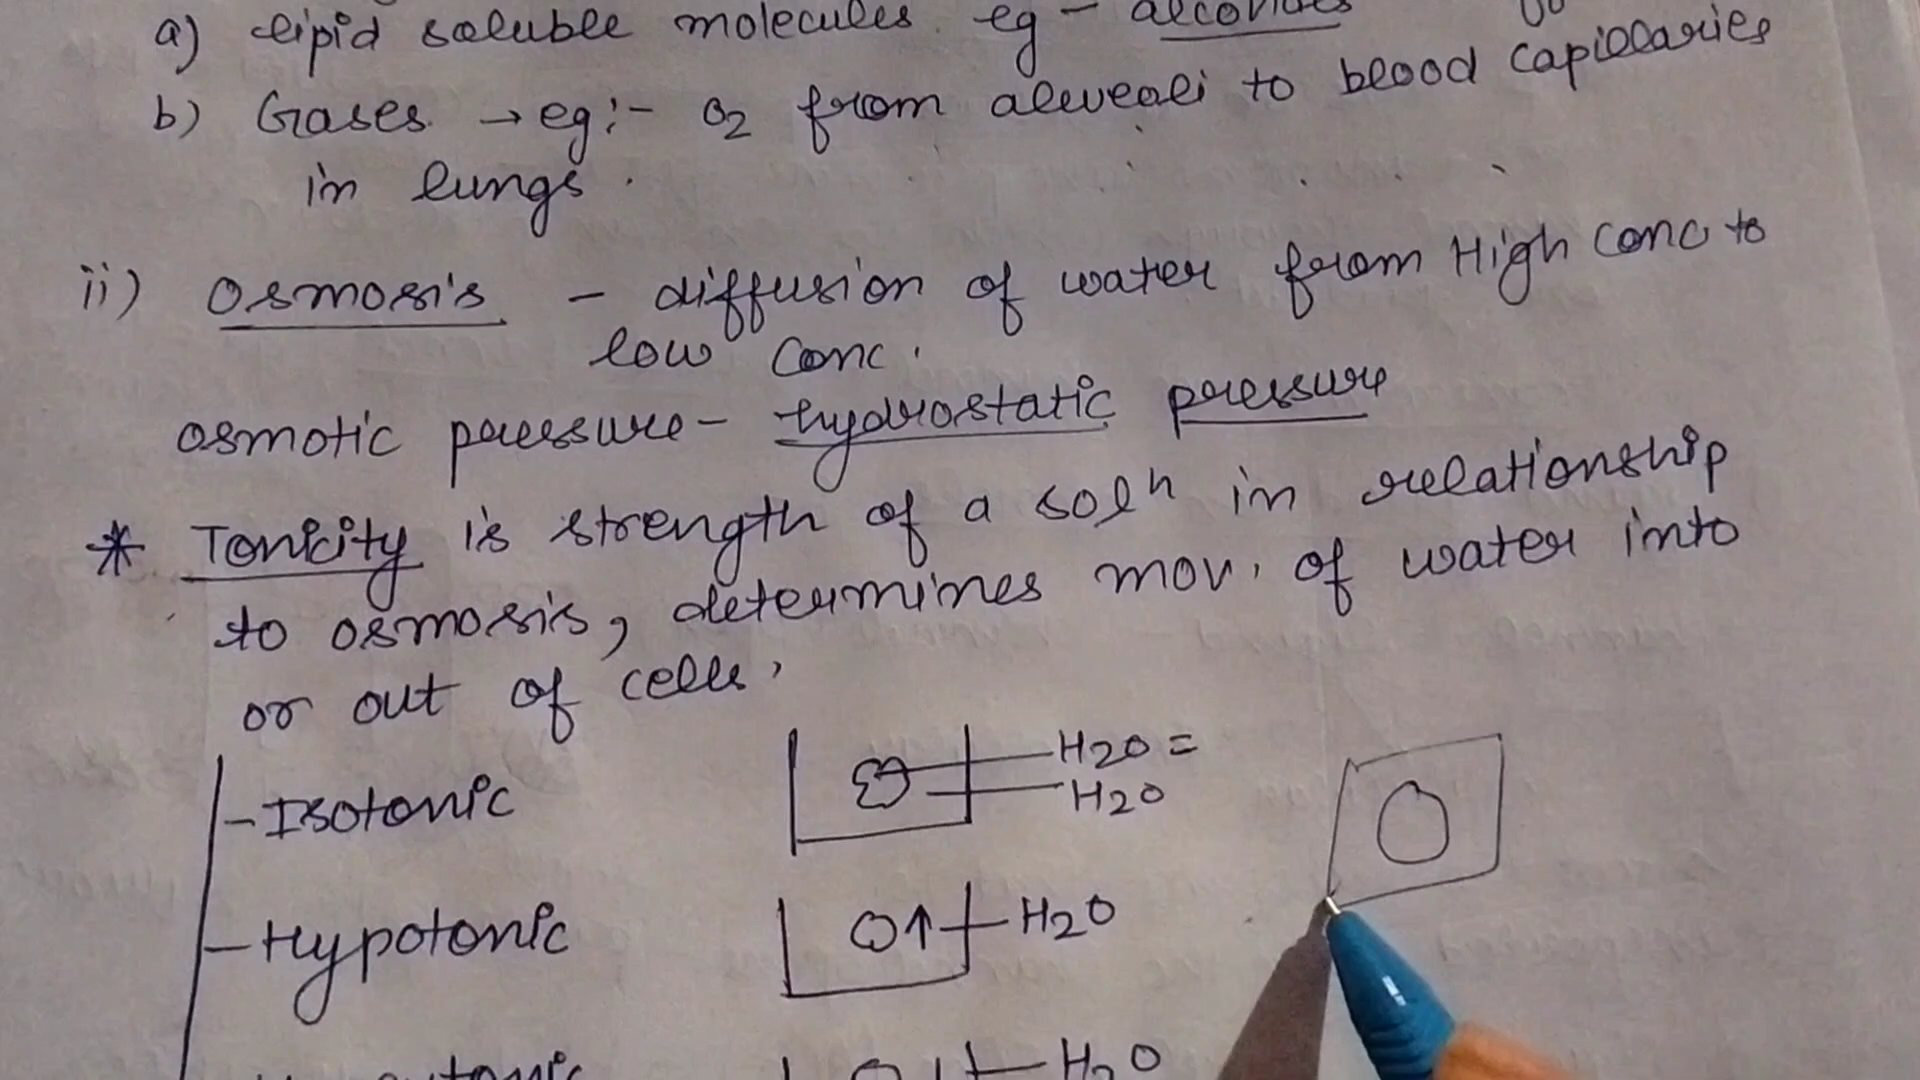 a) lipid soluble molecules eg -
b) Gases → eg:- O2 from alveoli to blood capillaries
in lungs.
ii) Osmosis - diffusion of water from High conc to
low conc.
osmotic pressure - hydrostatic pressure
* Tonicity is strength of a solⁿ in relationship
to osmosis, determines mov. of water into
or out of cells.
- Isotonic
H2O =
H2O
- Hypotonic
↑ H2O
H2O